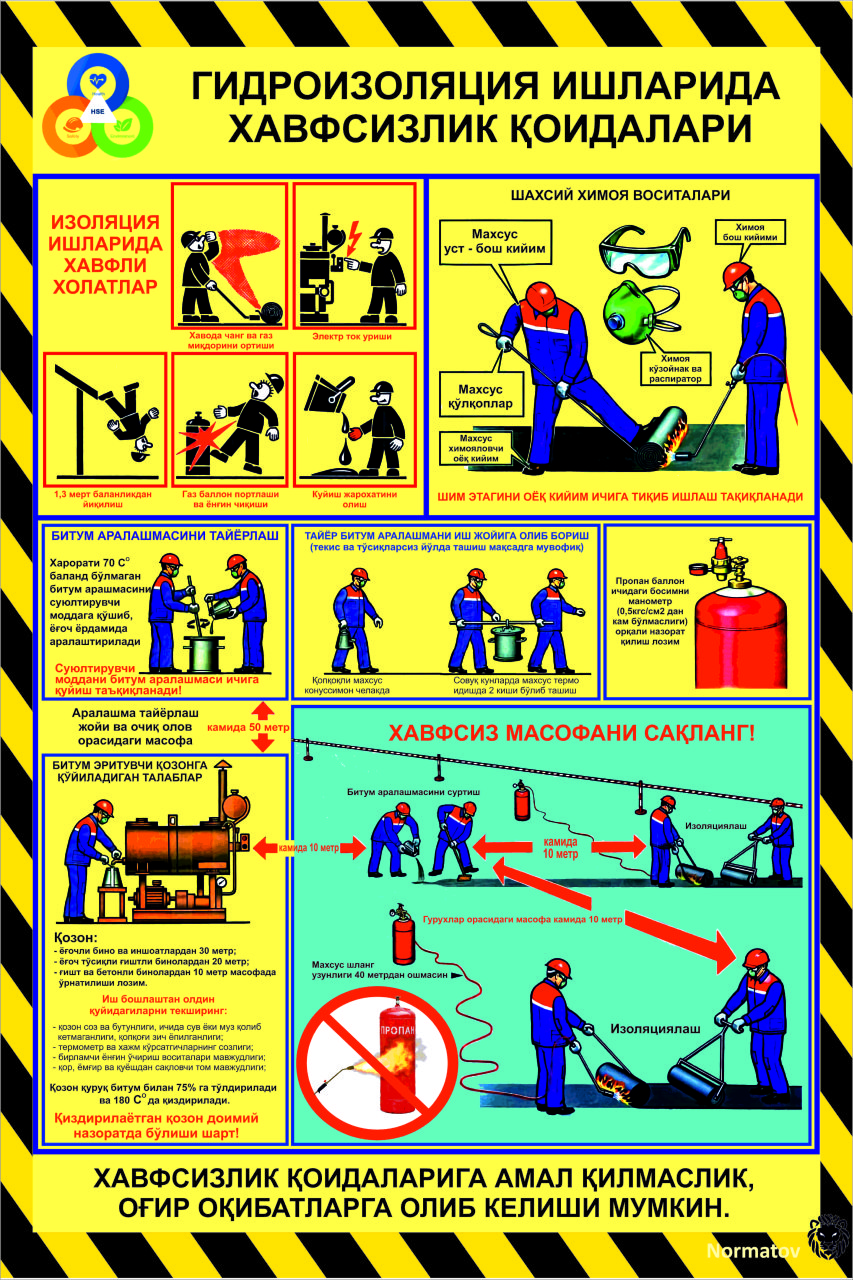 Health
HSE
Safety
ГИДРОИЗОЛЯЦИЯ ИШЛАРИДА
ХАВФСИЗЛИК ҚОИДАЛАРИ
ИЗОЛЯЦИЯ
ИШЛАРИДА
ХАВФЛИ
ХОЛАТЛАР
Хавода чанг ва газ
миқдорини ортиши
Электр ток уриши
1,3 мерт баланликдан
йиқилиш
Газ баллон портлаши
ва ёнғин чиқиши
Куйиш жарохатини
олиш
ШАХСИЙ ХИМОЯ ВОСИТАЛАРИ
Махсус
уст - бош кийим
Химоя
бош кийими
Химоя
кўзойнак ва
распиратор
Махсус
қўлқоплар
Махсус
химояловчи
оёқ кийим
ШИМ ЭТАГИНИ ОЁҚ КИЙИМ ИЧИГА ТИҚИБ ИШЛАШ ТАҚИҚЛАНАДИ
БИТУМ АРАЛАШМАСИНИ ТАЙЁРЛАШ
Харорати 70 С°
баланд бўлмаган
битум арашмасини
суюлтирувчи
моддага қўшиб,
ёғоч ёрдамида
аралаштирилади
Суюлтирувчи
моддани битум аралашмаси ичига
қуйиш таъқиқланади!
ТАЙЁР БИТУМ АРАЛАШМАНИ ИШ ЖОЙИГА ОЛИБ БОРИШ
(текис ва тўсиқларсиз йўлда ташиш мақсадга мувофиқ)
Қолқоқли махсус
конуссимон челакда
Совуқ кунларда махсус термо
идишда 2 киши бўлиб ташиш
Пропан баллон
ичидаги босимни
манометр
(0,5кгс/см2 дан
кам бўлмаслиги)
орқали назорат
қилиш лозим
Аралашма тайёрлаш
жойи ва очиқ олов
орасидаги масофа
камида 50 метр
БИТУМ ЭРИТУВЧИ ҚОЗОНГА
ҚЎЙИЛАДИГАН ТАЛАБЛАР
Қозон:
- ёғочли бино ва иншоатлардан 30 метр;
- ёғоч тўсиқли ғиштли бинолардан 20 метр;
- ғишт ва бетонли бинолардан 10 метр масофада
ўрнатилиши лозим.
Иш бошлаштан олдин
қуйидагиларни текширинг:
- қозон соз ва бутунлиги, ичида сув ёки муз қолиб
кетмаганлиги, қопқоғи зич ёпилганлиги;
- термометр ва хажм кўрсатгичларнинг созлиги;
- бирламчи ёнғин ўчириш воситалари мавжудлиги;
- қор, ёмғир ва қуёшдан сақловчи том мавжудлиги;
Қозон қуруқ битум билан 75% га тўлдирилади
ва 180 С° да қиздирилади.
Қиздирилаётган қозон доимий
назоратда бўлиши шарт!
ХАВФСИЗ МАСОФАНИ САҚЛАНГ!
Битум аралашмасини суртиш
Изоляциялаш
камида 10 метр
камида
10 метр
Гурухлар орасидаги масофа камида 10 метр
Махсус шланг
узунлиги 40 метрдан ошмасин
ПРОПАН
Изоляциялаш
ХАВФСИЗЛИК ҚОИДАЛАРИГА АМАЛ ҚИЛМАСЛИК,
ОҒИР ОҚИБАТЛАРГА ОЛИБ КЕЛИШИ МУМКИН.
Normatov